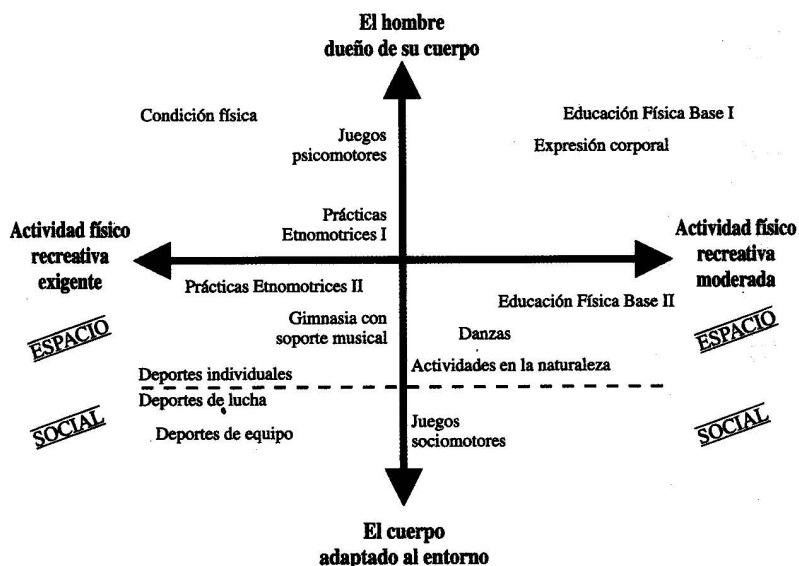 El hombre
dueño de su cuerpo
Condición física
Educación Física Base I
Juegos
psicomotores
Expresión corporal
Prácticas
Etnomotrices I
Actividad físico
recreativa
exigente
Actividad físico
recreativa
moderada
Prácticas Etnomotrices II
Educación Física Base II
Gimnasia con
soporte musical
Danzas
ESPACIO
ESPACIO
Deportes individuales
Actividades en la naturaleza
Deportes de lucha
Deportes de equipo
Juegos
sociomotores
SOCIAL
SOCIAL
El cuerpo
adaptado al entorno